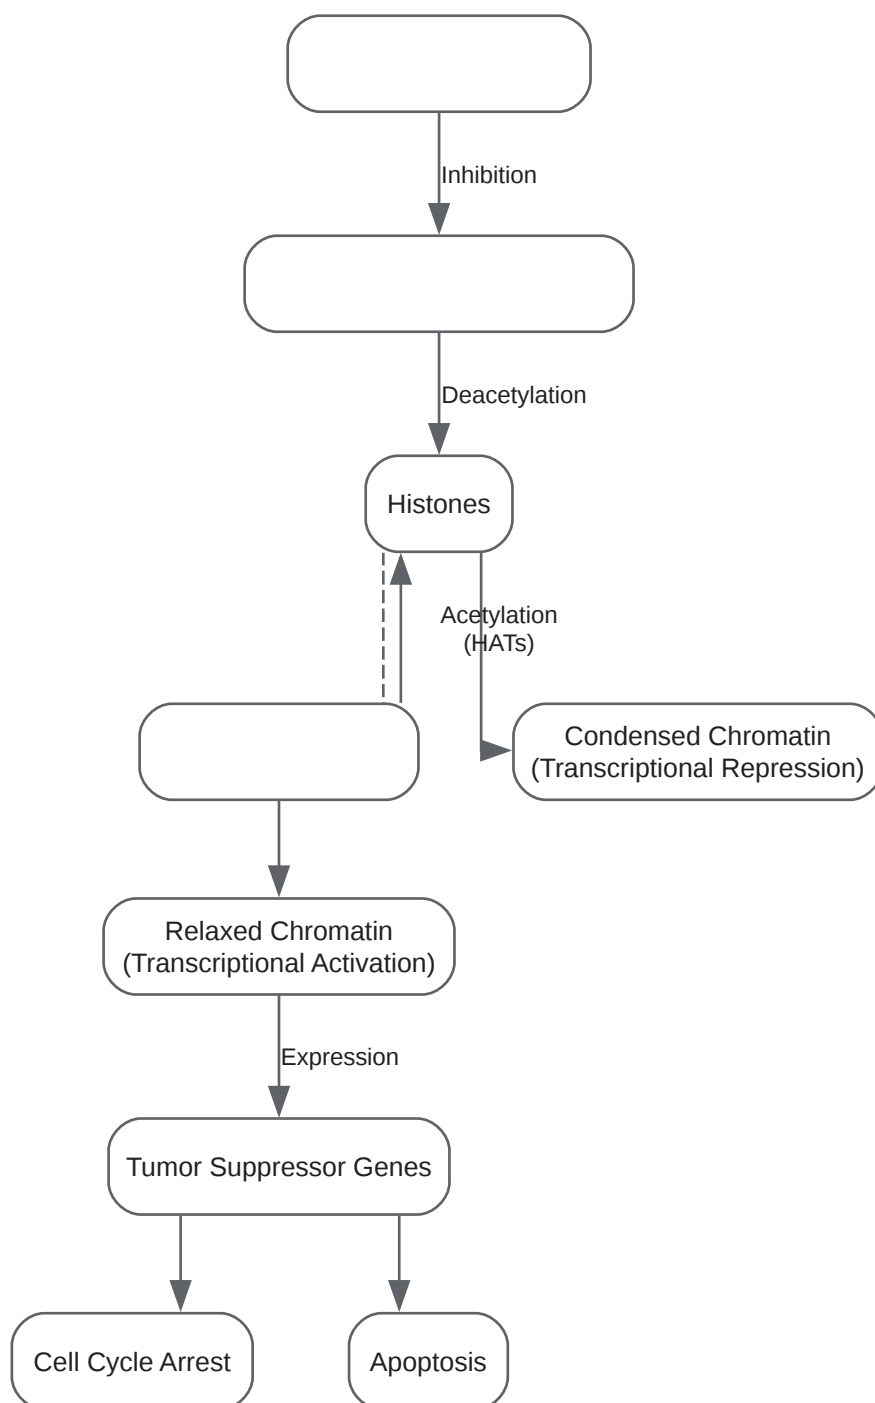 Inhibition
Deacetylation
Histones
Acetylation
(HATs)
Condensed Chromatin
(Transcriptional Repression)
Relaxed Chromatin
(Transcriptional Activation)
Expression
Tumor Suppressor Genes
Cell Cycle Arrest
Apoptosis